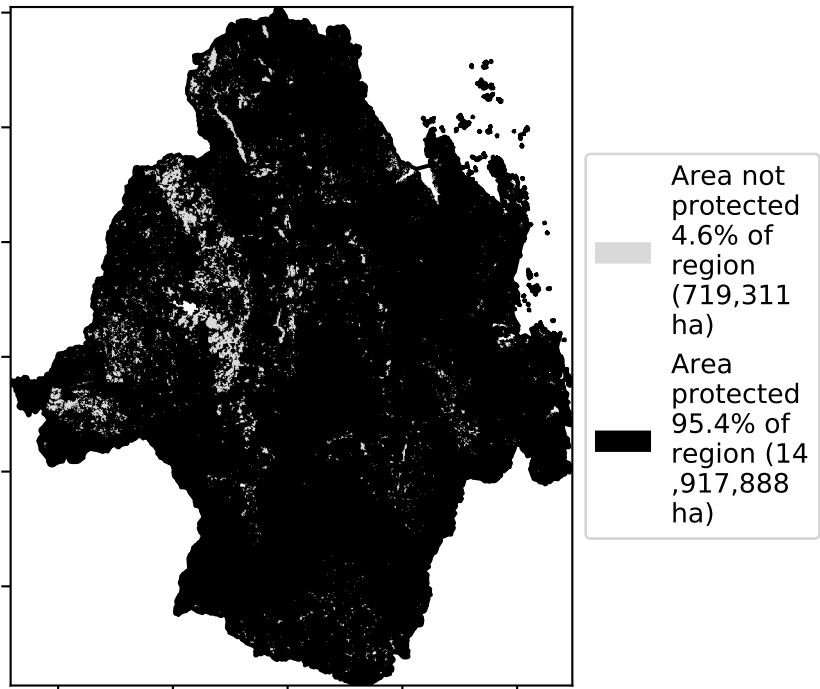 Area not
protected
4.6% of
region
(719,311
ha)
Area
protected
95.4% of
region (14
,917,888
ha)